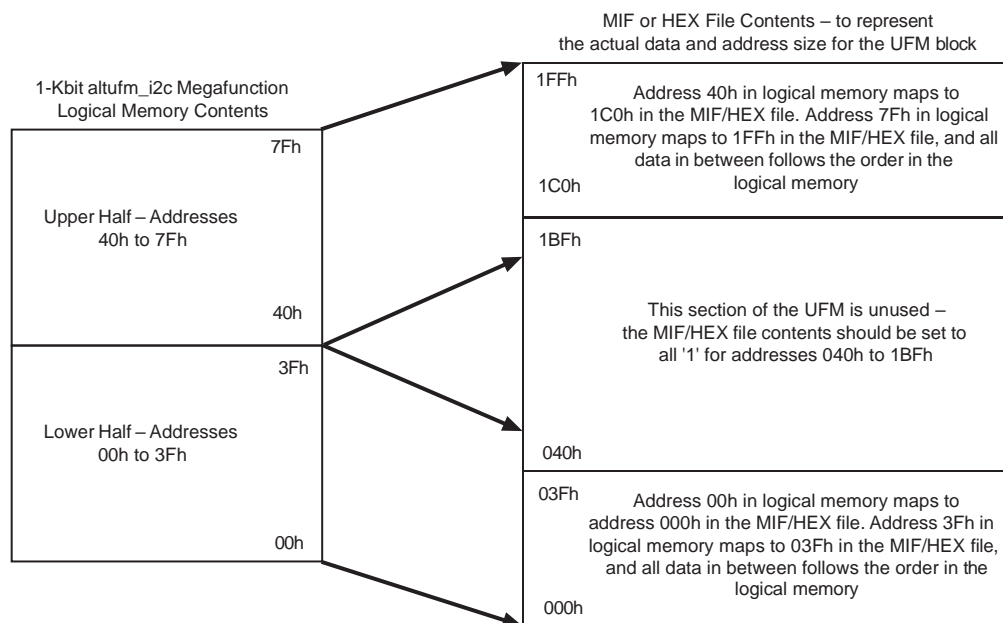 1-Kbit altufm_i2c Megafunction
Logical Memory Contents
7Fh
Upper Half – Addresses
40h to 7Fh
40h
3Fh
Lower Half – Addresses
00h to 3Fh
00h
MIF or HEX File Contents – to represent
the actual data and address size for the UFM block
1FFh
Address 40h in logical memory maps to
1C0h in the MIF/HEX file. Address 7Fh in logical
memory maps to 1FFh in the MIF/HEX file, and all
data in between follows the order in the
logical memory
1C0h
1BFh
This section of the UFM is unused –
the MIF/HEX file contents should be set to
all '1' for addresses 040h to 1BFh
040h
03Fh
Address 00h in logical memory maps to
address 000h in the MIF/HEX file. Address 3Fh in
logical memory maps to 03Fh in the MIF/HEX file,
and all data in between follows the order in the
logical memory
000h